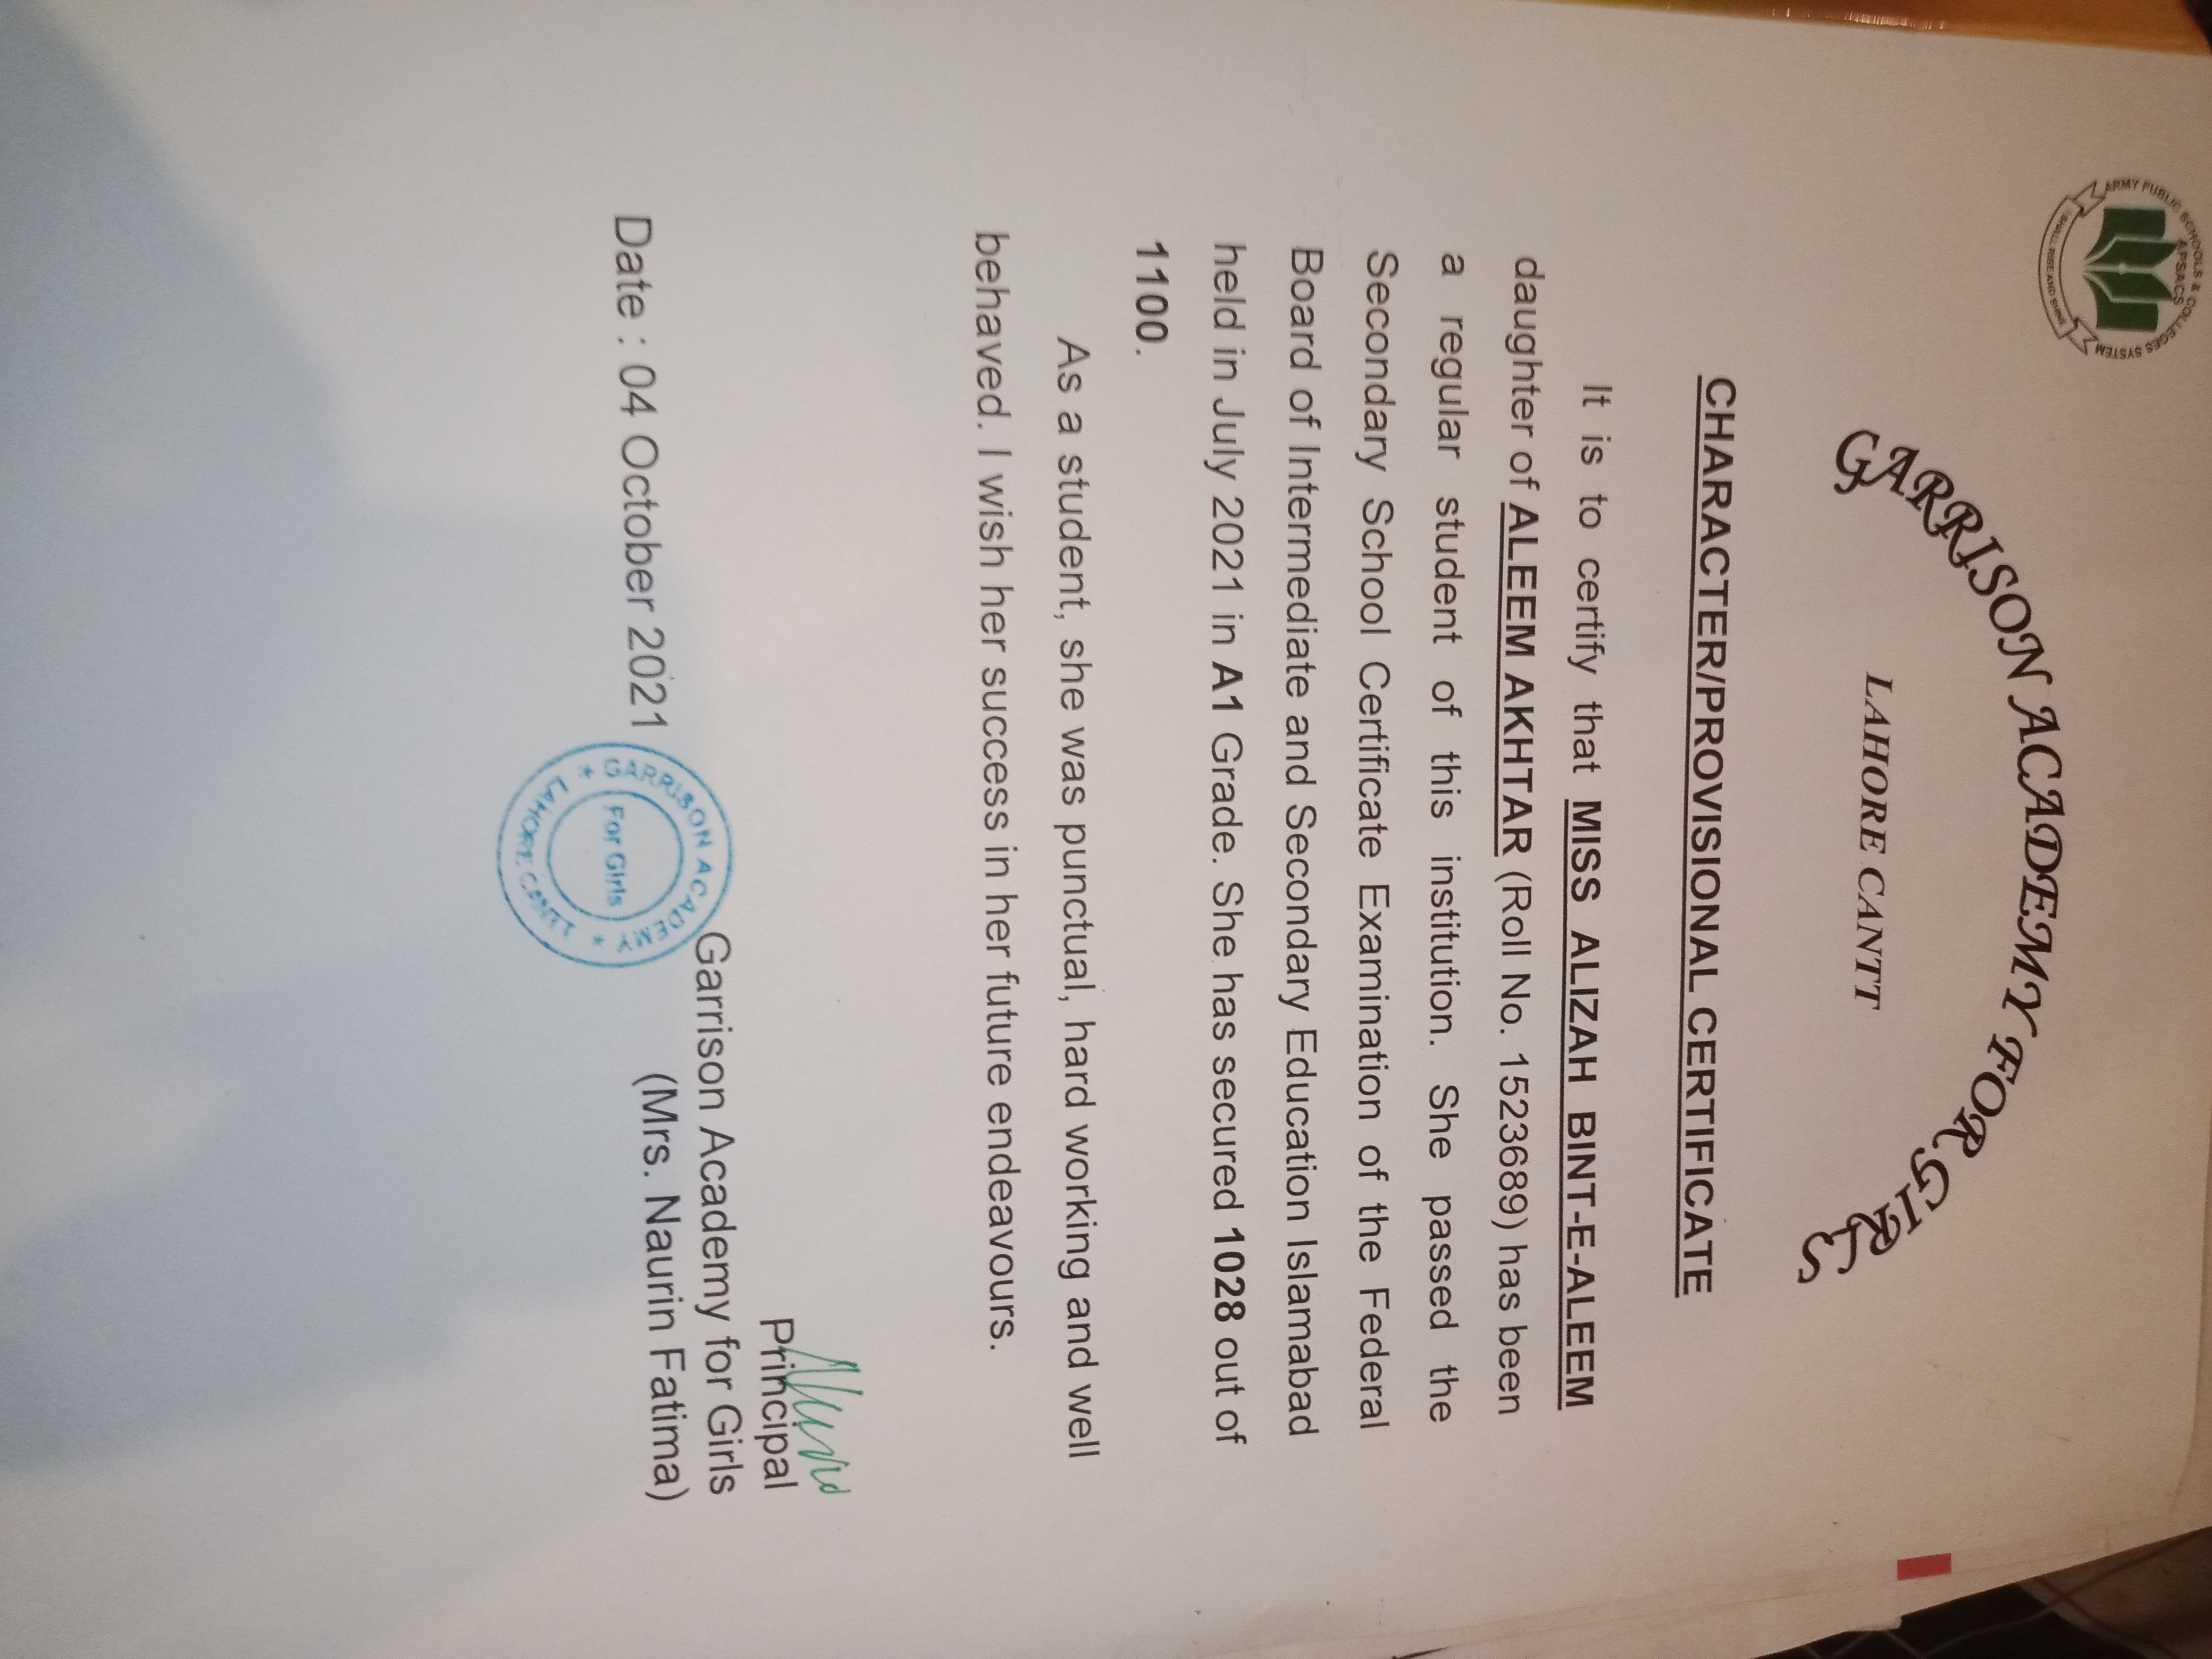 ARMY PUBLIC SCHOOLS & COLLEGES SYSTEM
APSACS
I SHALL RISE AND SHINE
GARRISON ACADEMY FOR GIRLS
LAHORE CANTT
CHARACTER/PROVISIONAL CERTIFICATE
It is to certify that MISS ALIZAH BINT-E-ALEEM
daughter of ALEEM AKHTAR (Roll No. 1523689) has been
a regular student of this institution. She passed the
Secondary School Certificate Examination of the Federal
Board of Intermediate and Secondary Education Islamabad
held in July 2021 in A1 Grade. She has secured 1028 out of
1100.
As a student, she was punctual, hard working and well
behaved. I wish her success in her future endeavours.
Principal
Garrison Academy for Girls
(Mrs. Naurin Fatima)
Date : 04 October 2021
GARRISON ACADEMY
For Girls
LAHORE CANTT